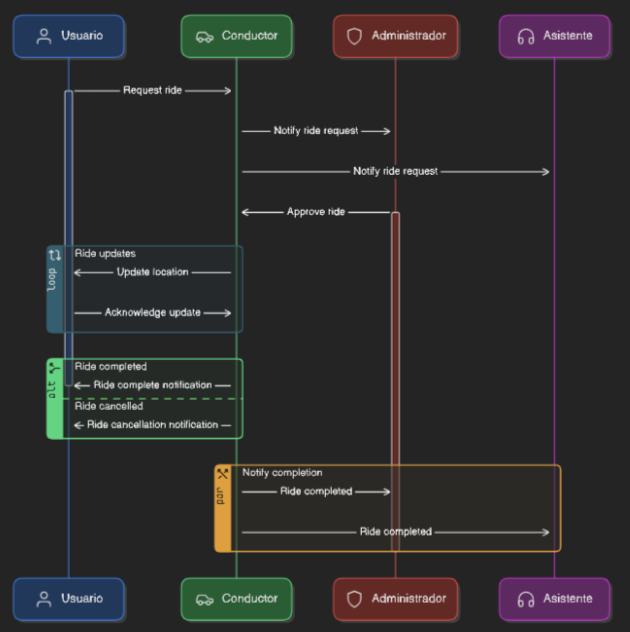 Usuario
Conductor
Administrador
Asistente
Request ride
Notify ride request
Notify ride request
Approve ride
loop
Ride updates
Update location
Acknowledge update
alt
Ride completed
Ride complete notification
Ride cancelled
Ride cancellation notification
par
Notify completion
Ride completed
Ride completed
Usuario
Conductor
Administrador
Asistente